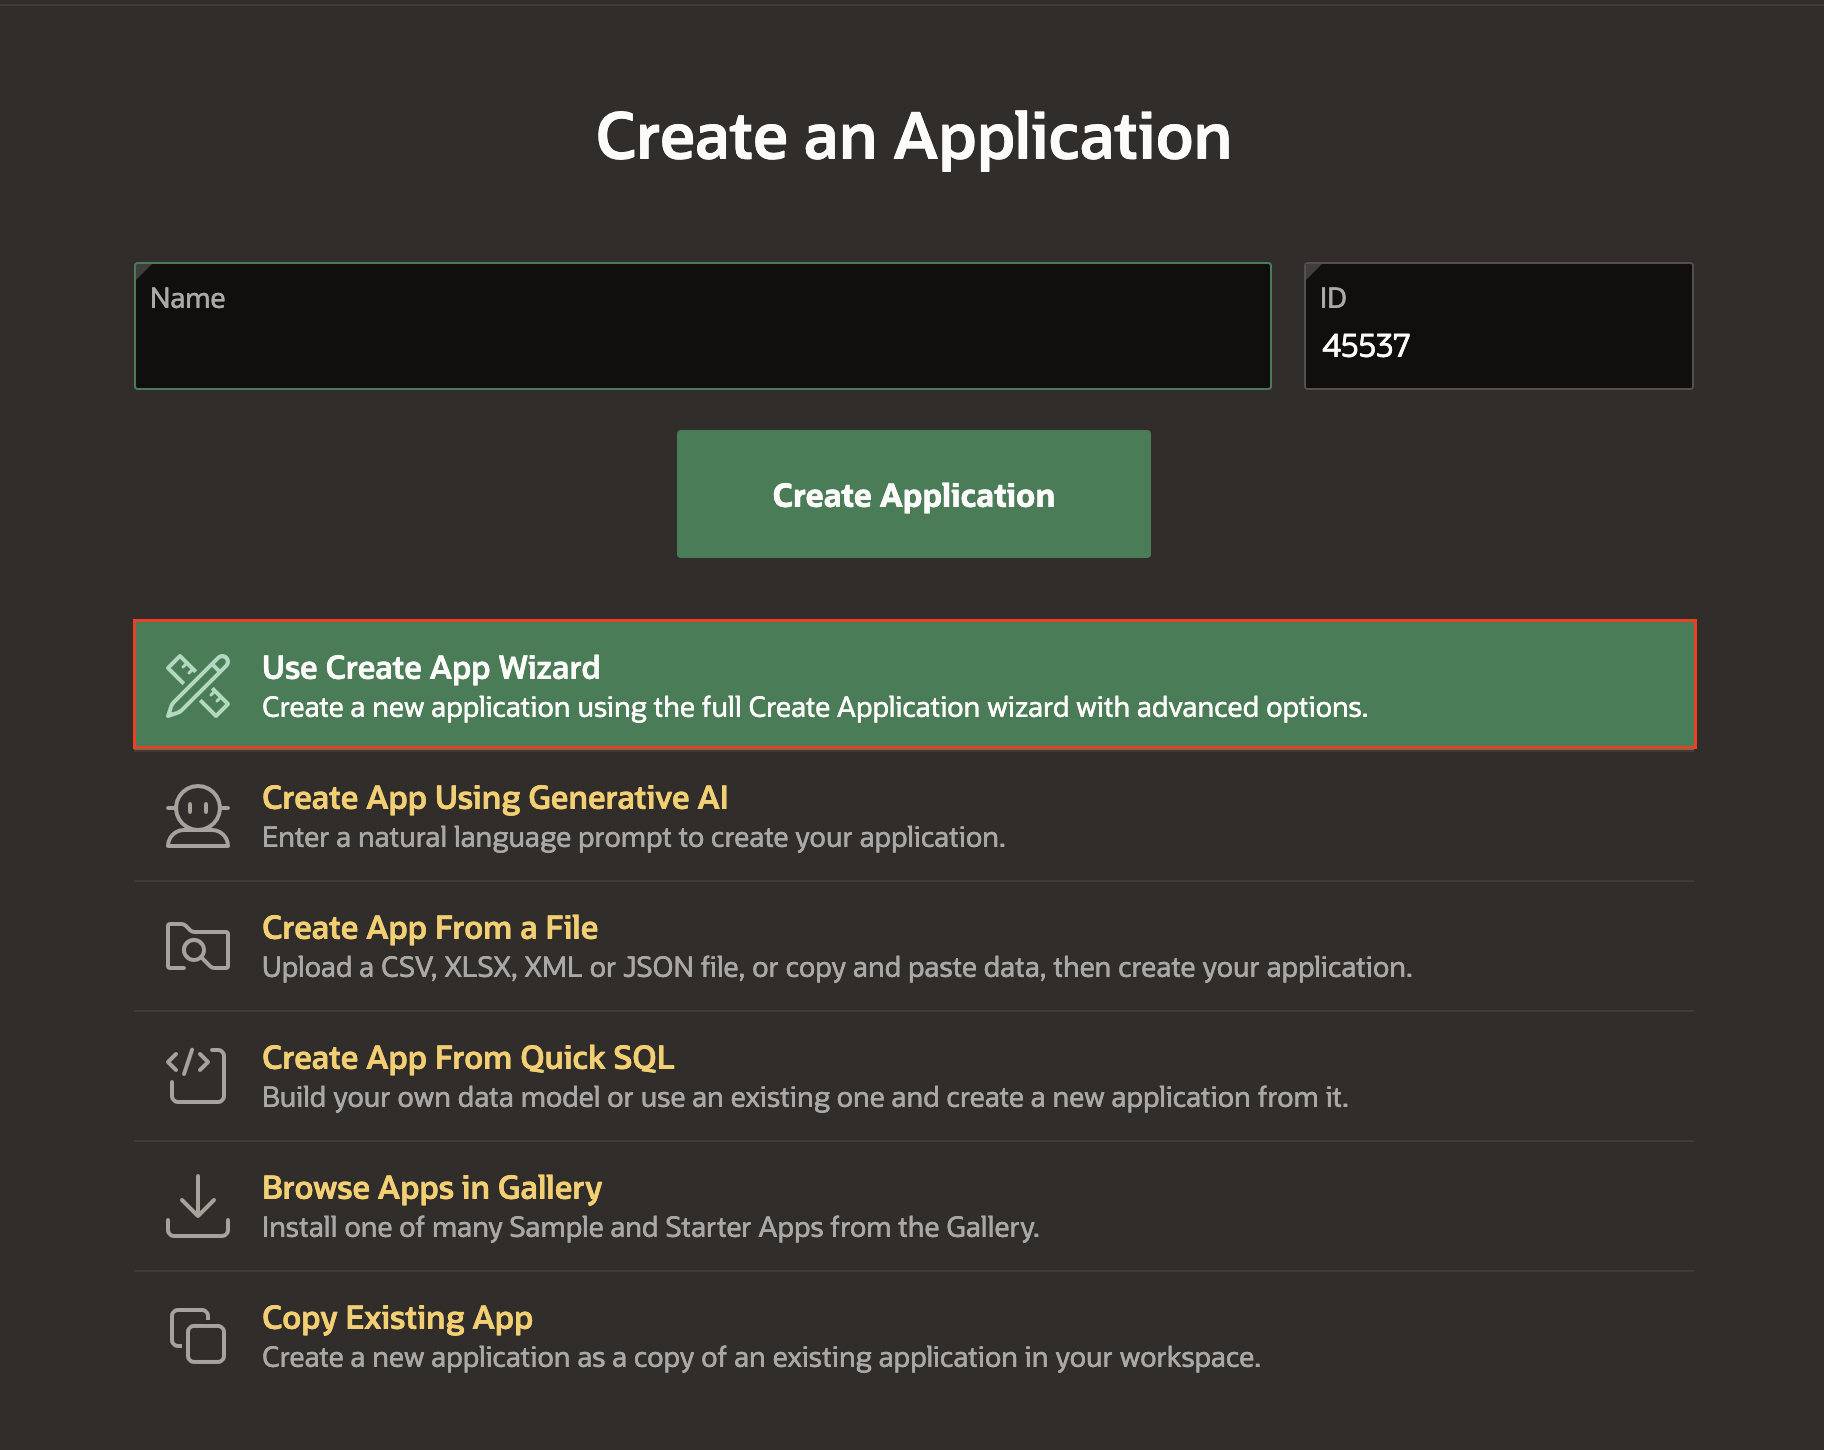 Create an Application
Name
ID
45537
Create Application
Use Create App Wizard
Create a new application using the full Create Application wizard with advanced options.
Create App Using Generative AI
Enter a natural language prompt to create your application.
Create App From a File
Upload a CSV, XLSX, XML or JSON file, or copy and paste data, then create your application.
Create App From Quick SQL
Build your own data model or use an existing one and create a new application from it.
Browse Apps in Gallery
Install one of many Sample and Starter Apps from the Gallery.
Copy Existing App
Create a new application as a copy of an existing application in your workspace.